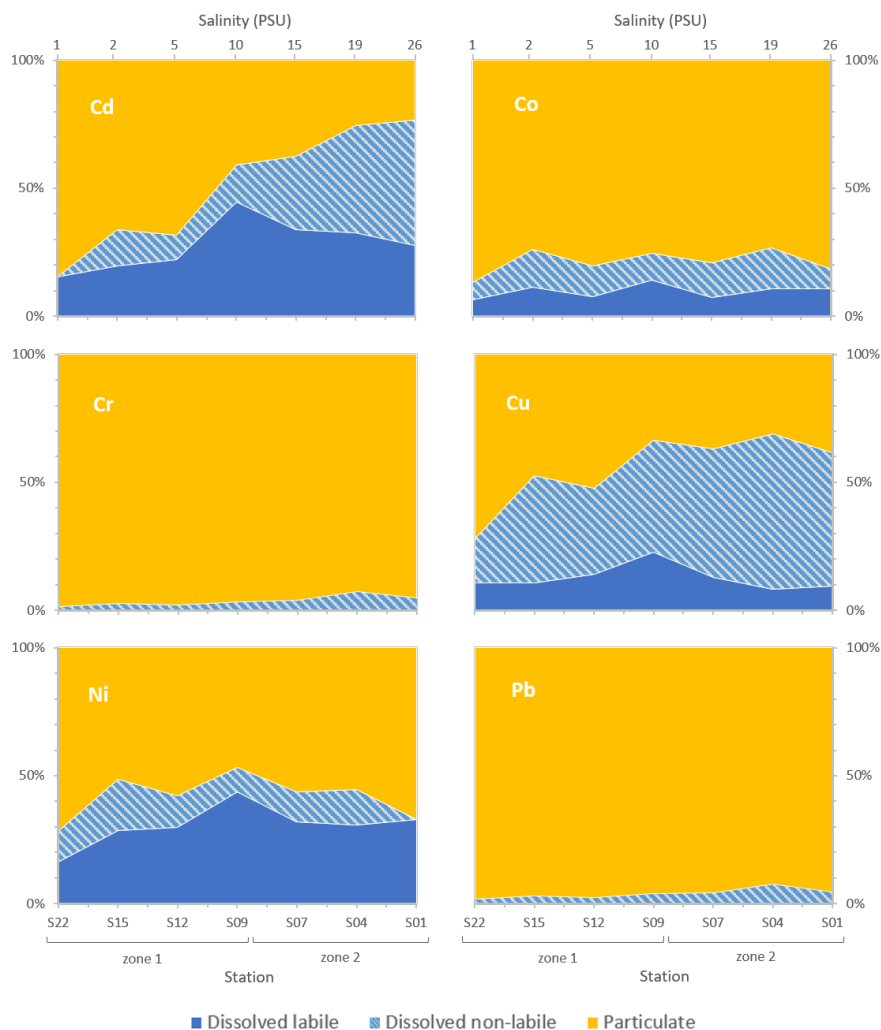 Salinity (PSU) Salinity (PSU)
1 2 5 10 15 19 26 1 2 5 10 15 19 26
100% 100%
Cd Co
50% 50%
0% 0%
100% 100%
Cr Cu
50% 50%
0% 0%
100% 100%
Ni Pb
50% 50%
0% 0%
S22 S15 S12 S09 S07 S04 S01 S22 S15 S12 S09 S07 S04 S01
zone 1 zone 2 zone 1 zone 2
Station Station
Dissolved labile Dissolved non-labile Particulate